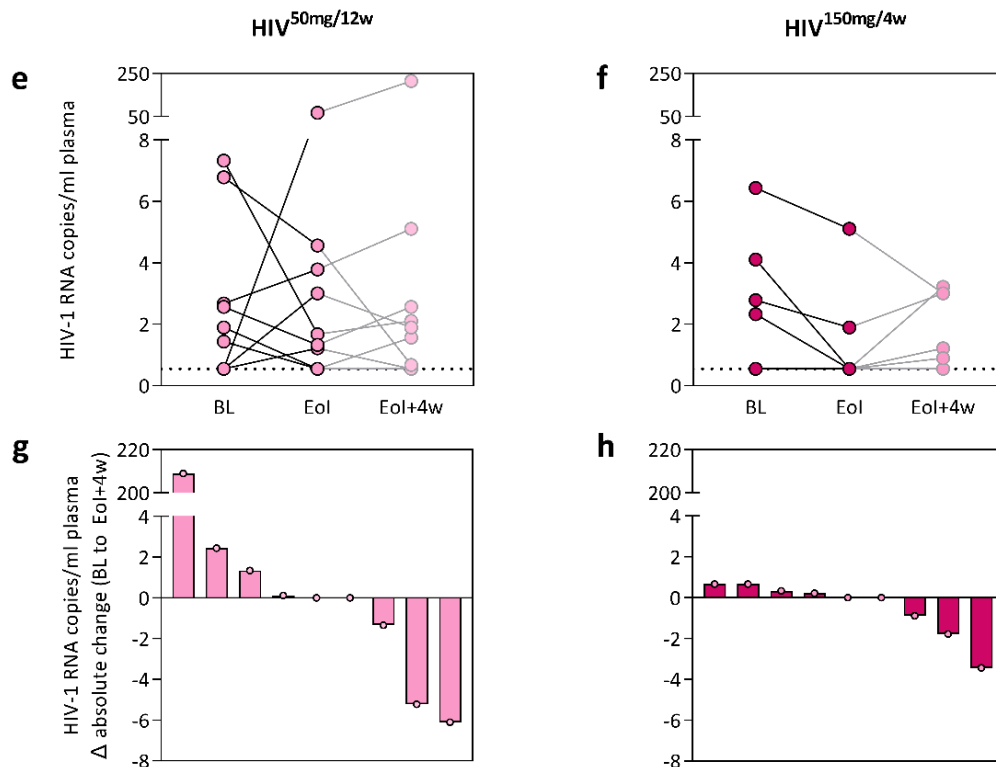 HIV50mg/12w
HIV150mg/4w
e
f
HIV-1 RNA copies/ml plasma
250
50
8
6
4
2
0
BL
EoI
EoI+4w
250
50
8
6
4
2
0
BL
EoI
EoI+4w
g
h
HIV-1 RNA copies/ml plasma
Δ absolute change (BL to EoI+4w)
220
200
4
2
0
-2
-4
-6
-8
220
200
4
2
0
-2
-4
-6
-8